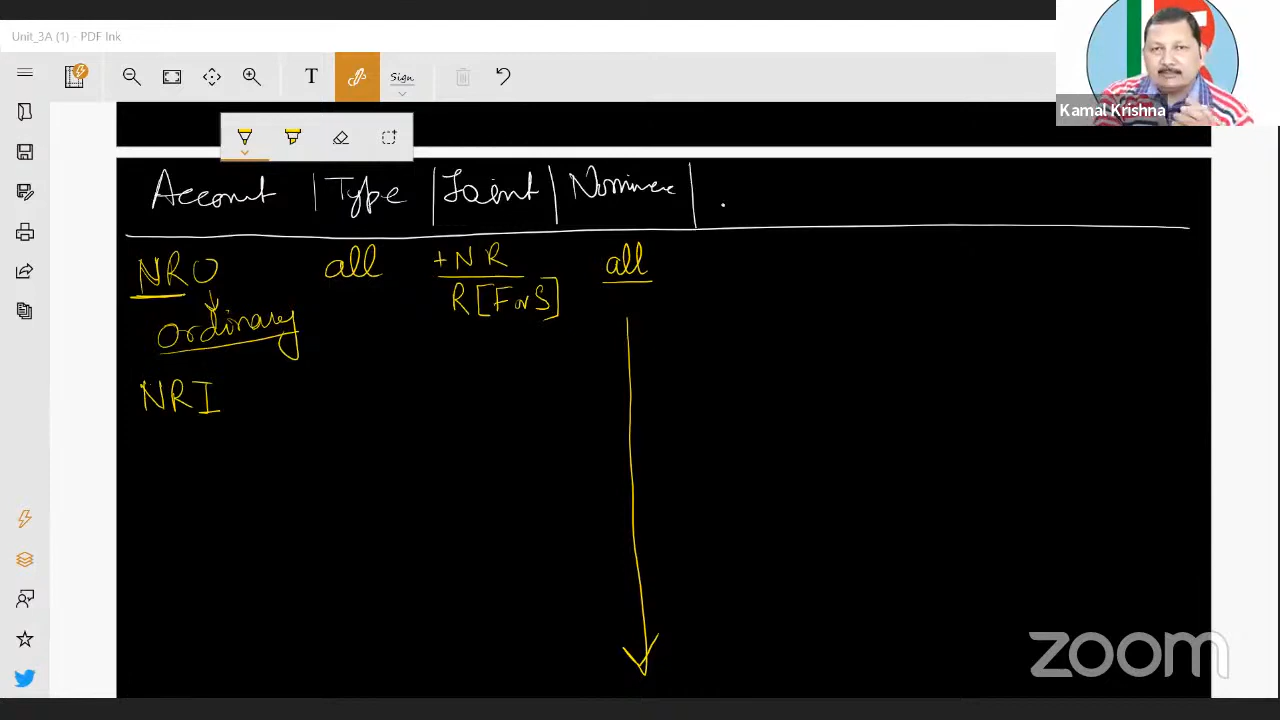 Unit_3A (1) - PDF Ink
T
Sign
Kamal Krishna
Account | Type | Joint | Nominee | .
NRO all +NR all
R [F or S]
Ordinary
NRI
zoom